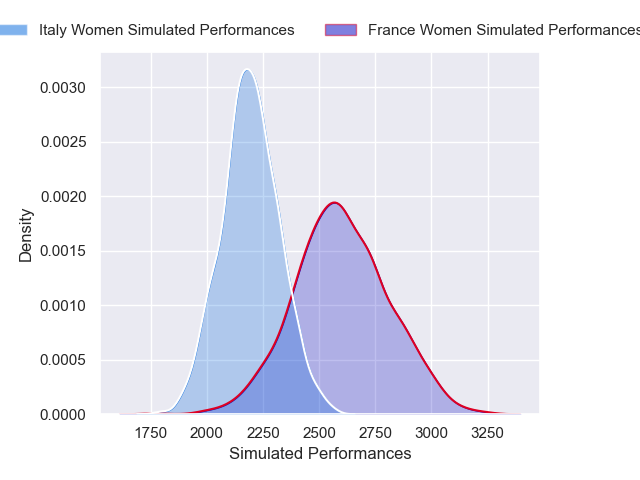 Italy Women Simulated Performances
France Women Simulated Performances
0.0030
0.0025
0.0020
0.0015
0.0010
0.0005
0.0000
Density
1750 2000 2250 2500 2750 3000 3250
Simulated Performances